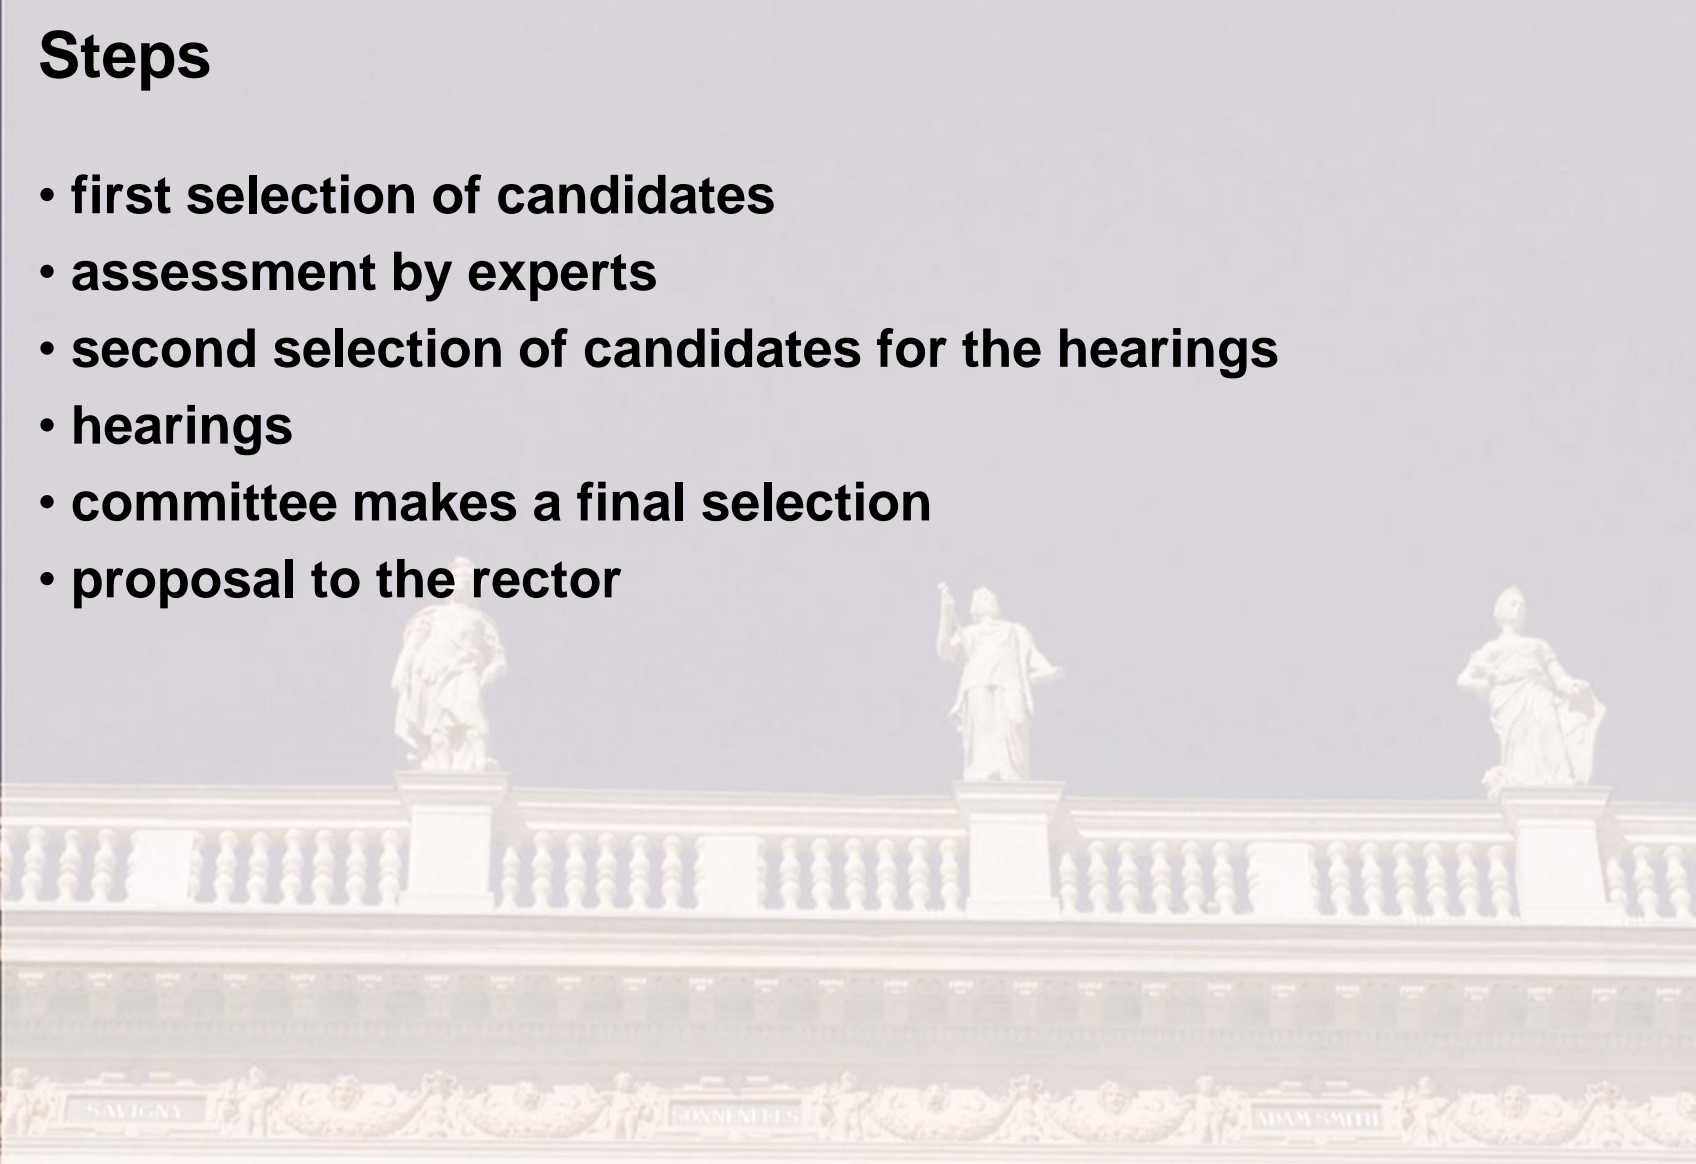 Steps
• first selection of candidates
• assessment by experts
• second selection of candidates for the hearings
• hearings
• committee makes a final selection
• proposal to the rector
SAVIGNY
SONNENFELS
ADAM SMITH